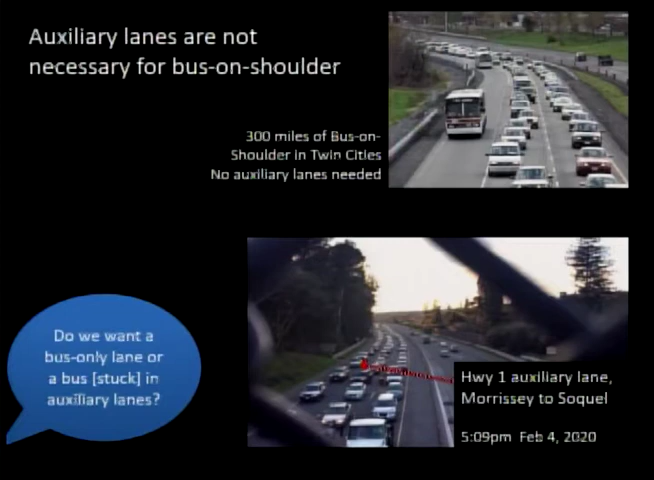 Auxiliary lanes are not
necessary for bus-on-shoulder
300 miles of Bus-on-
Shoulder in Twin Cities
No auxiliary lanes needed
Do we want a
bus-only lane or
a bus [stuck] in
auxiliary lanes?
Hwy 1 auxiliary lane,
Morrissey to Soquel
5:09pm Feb 4, 2020